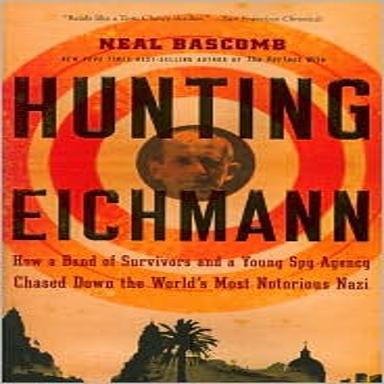 "Reads like a Tom Clancy thriller." —San Francisco Chronicle
NEAL BASCOMB
NEW YORK TIMES BEST-SELLING AUTHOR OF The Perfect Mile
HUNTING
EICHMANN
How a Band of Survivors and a Young Spy Agency
Chased Down the World's Most Notorious Nazi